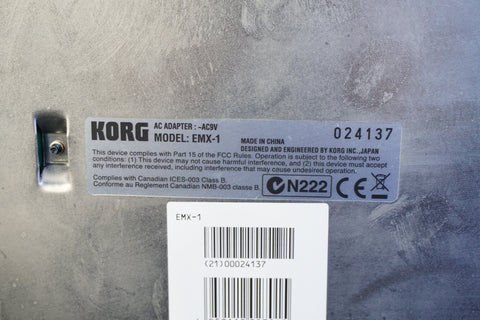 KORG
AC ADAPTER : ~AC9V
MODEL: EMX-1
MADE IN CHINA
DESIGNED AND ENGINEERED BY KORG INC.,JAPAN
024137
This device complies with Part 15 of the FCC Rules. Operation is subject to the following two
conditions: (1) This device may not cause harmful interference, and (2) this device must accept
any interference received, including interference that may cause undesired operation.
Complies with Canadian ICES-003 Class B.
Conforme au Reglement Canadien NMB-003 classe B.
N222
CE
EMX-1
(21)00024137